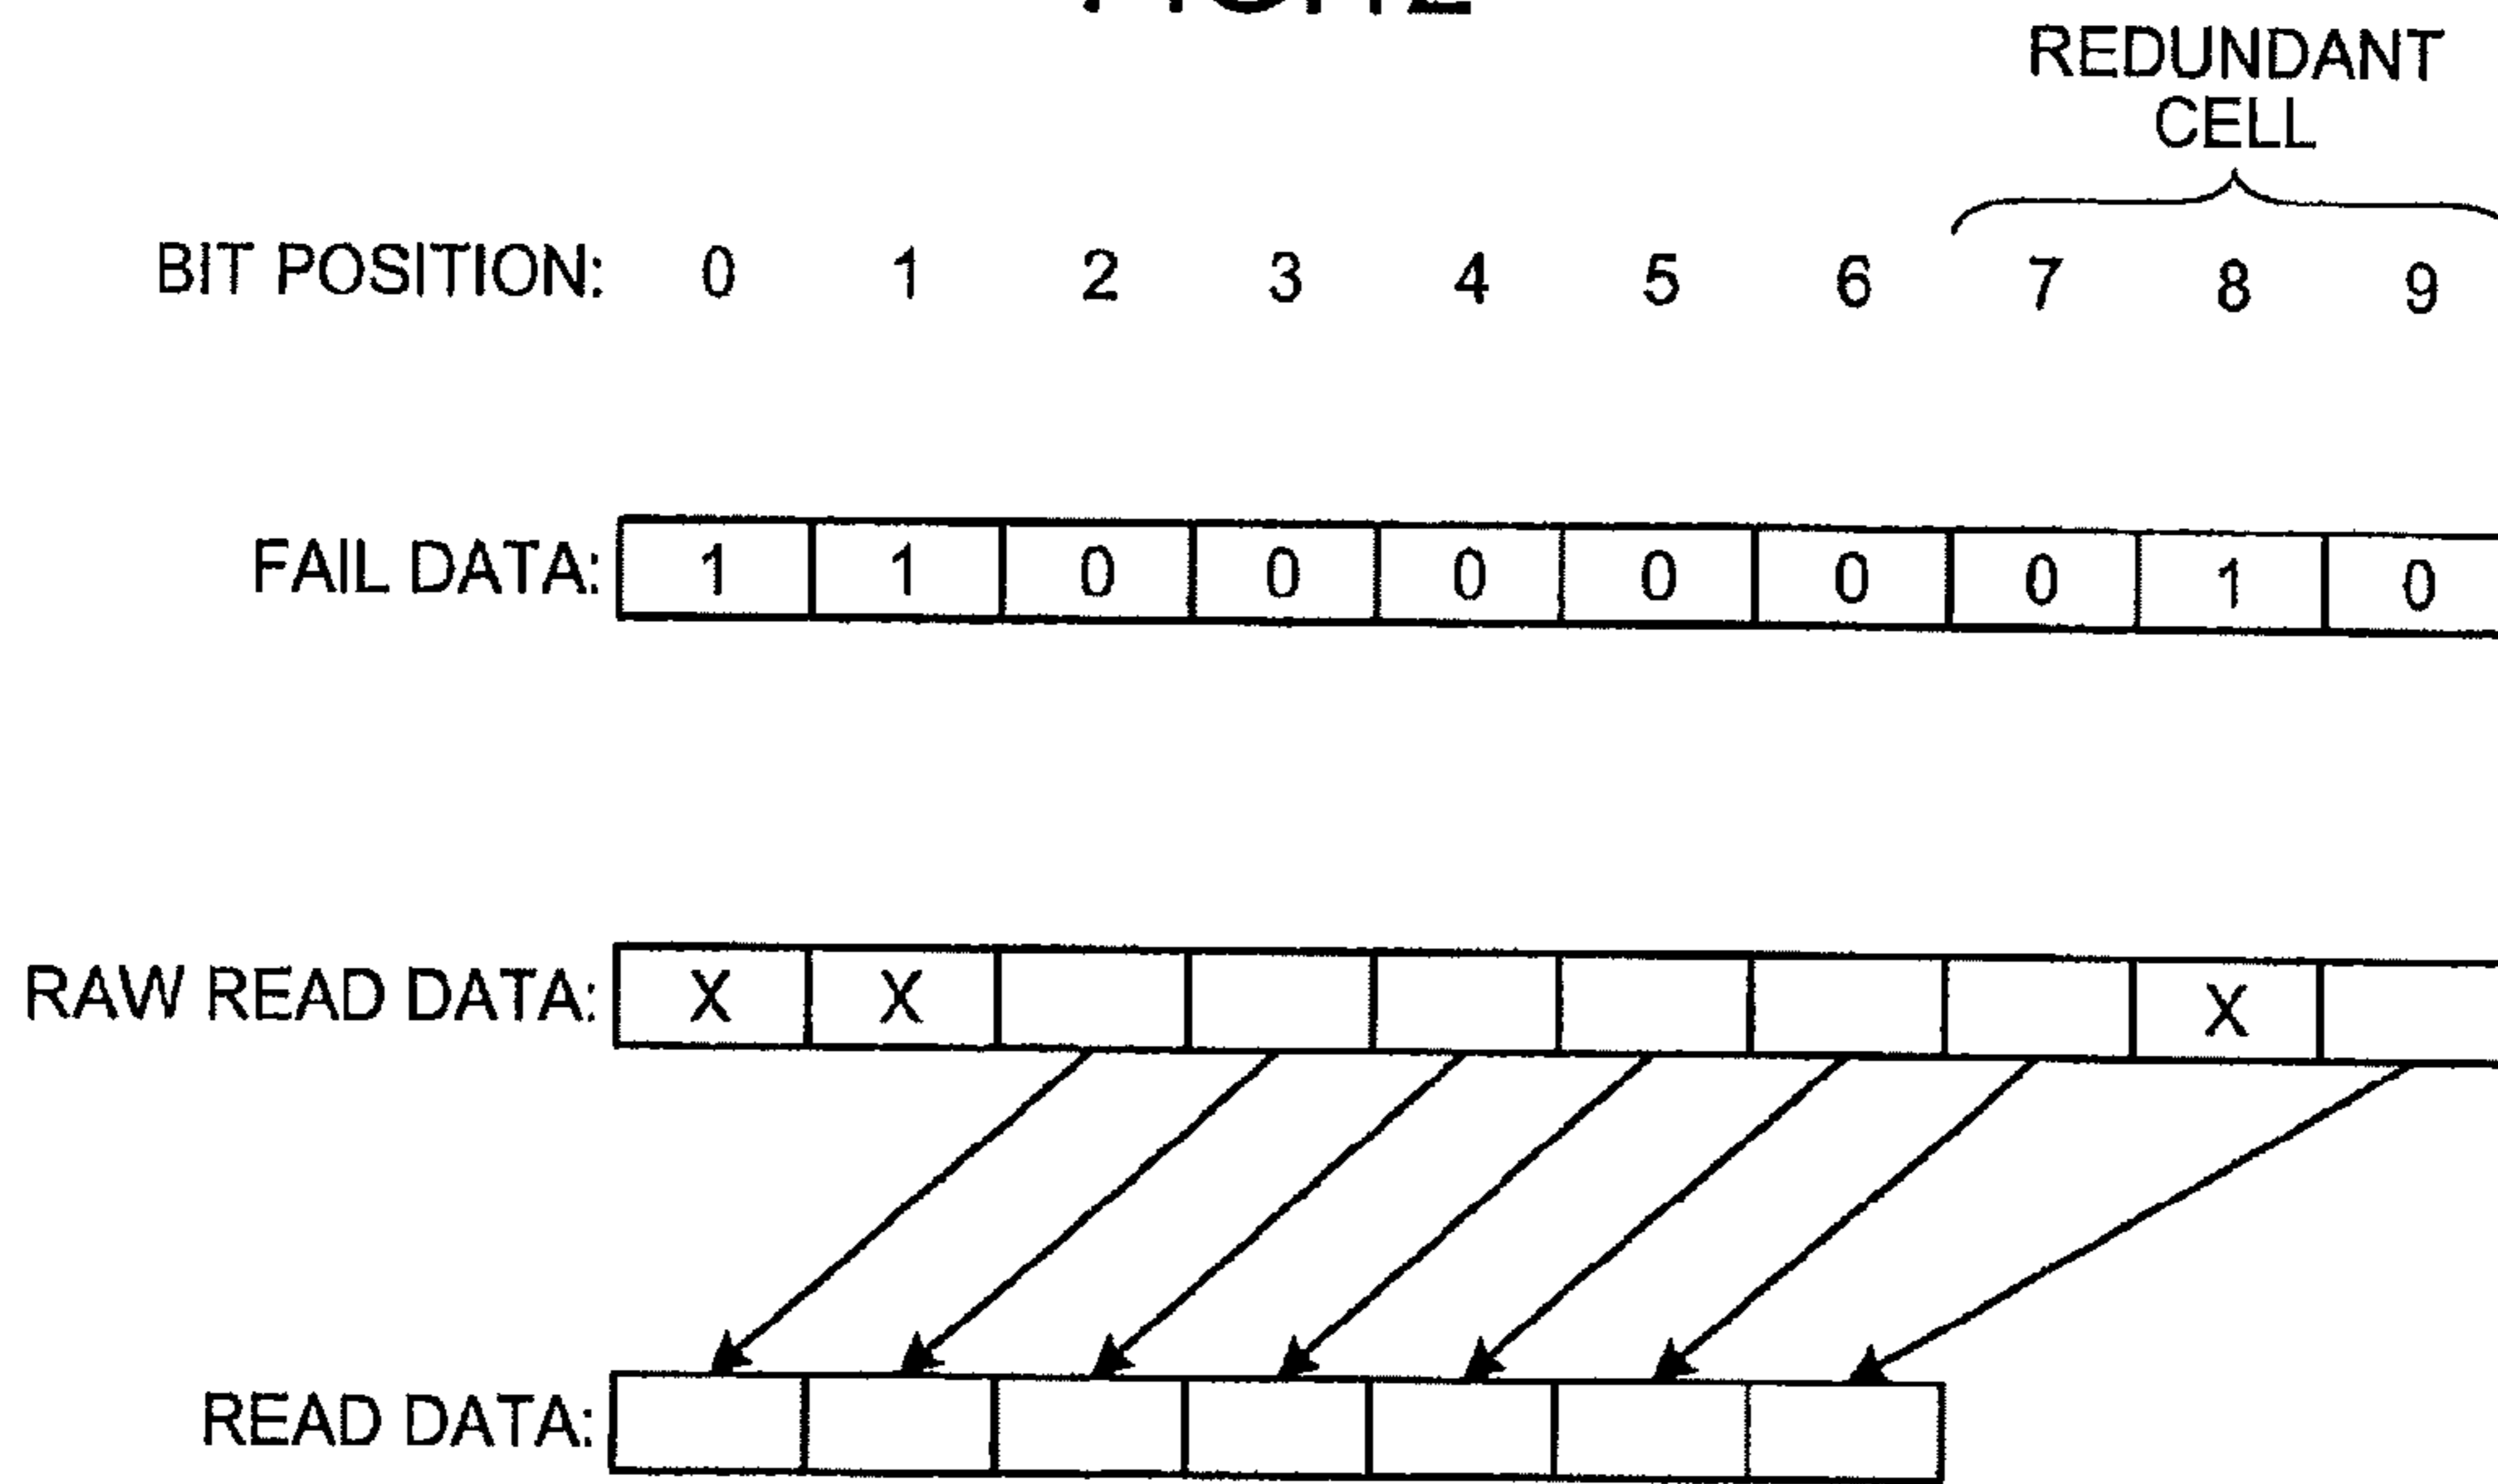 REDUNDANT
CELL
BIT POSITION: 0 1 2 3 4 5 6 7 8 9
FAIL DATA: 1 1 0 0 0 0 0 0 1 0
RAW READ DATA: X X X
READ DATA: